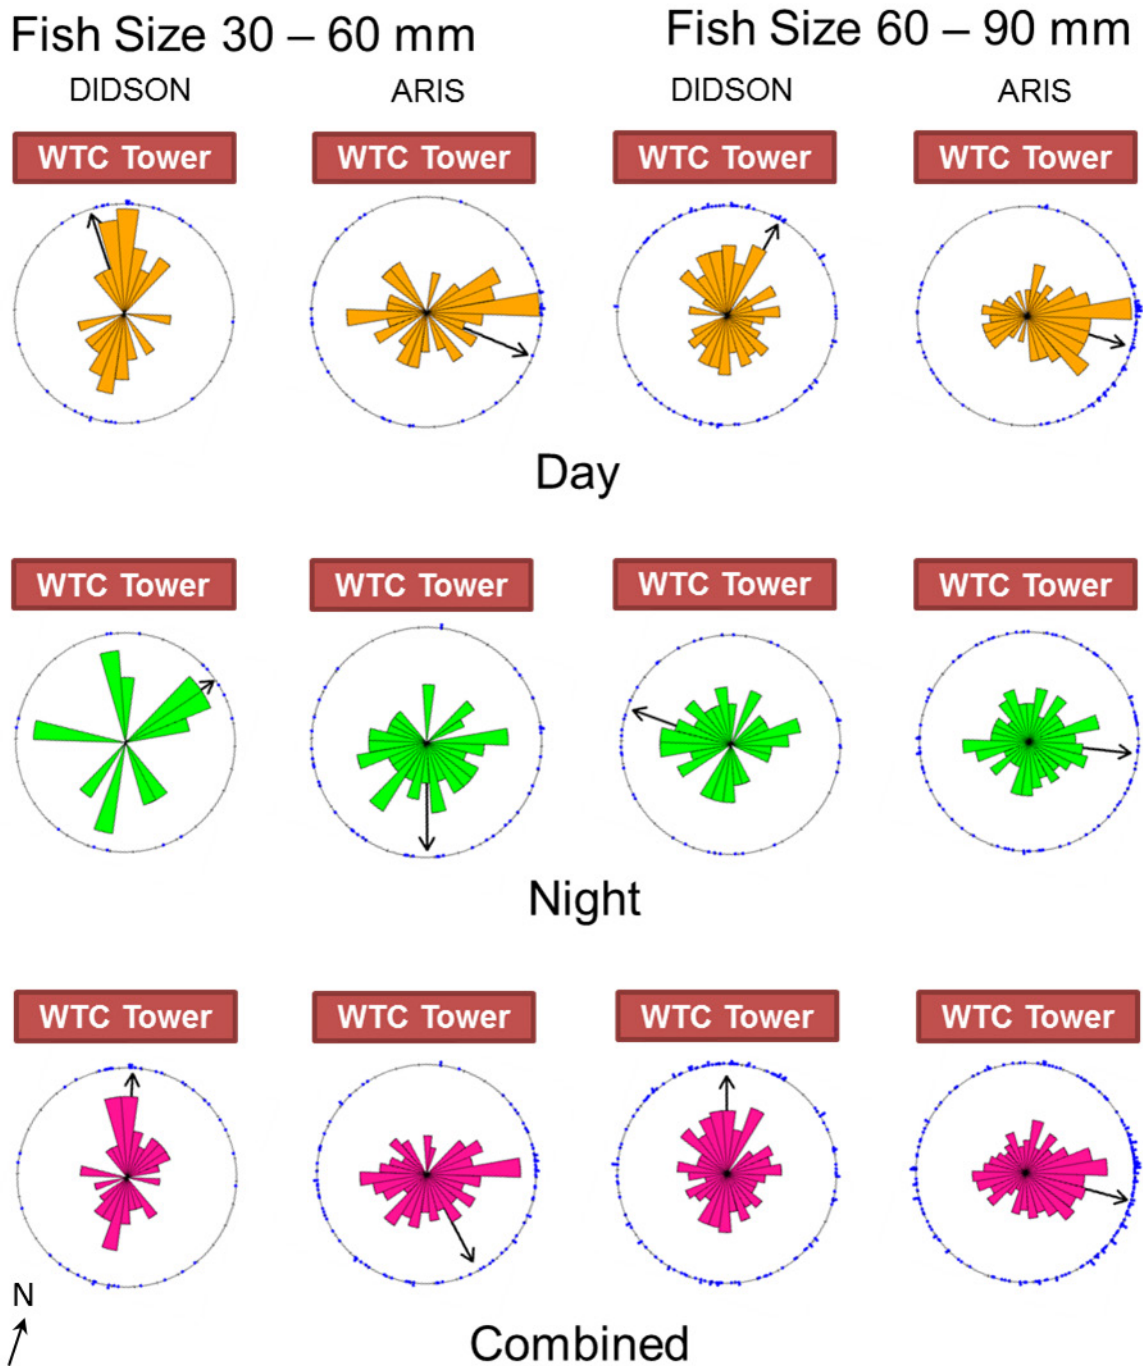 Fish Size 30 – 60 mm
Fish Size 60 – 90 mm
DIDSON
ARIS
DIDSON
ARIS
WTC Tower
WTC Tower
WTC Tower
WTC Tower
Day
WTC Tower
WTC Tower
WTC Tower
WTC Tower
Night
WTC Tower
WTC Tower
WTC Tower
WTC Tower
N
Combined